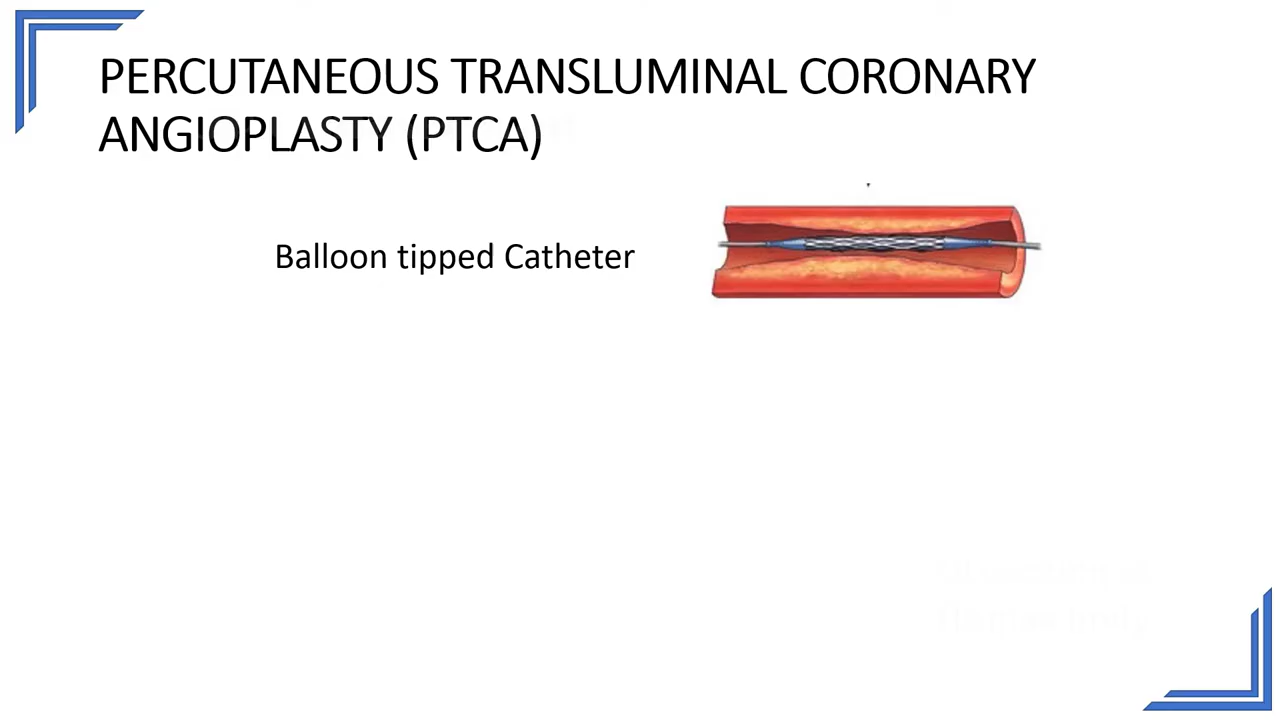 PERCUTANEOUS TRANSLUMINAL CORONARY
ANGIOPLASTY (PTCA)
Balloon tipped Catheter